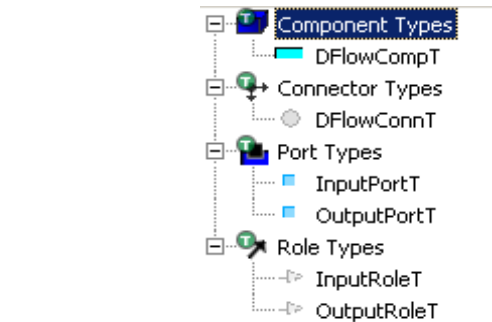 Component Types
DFlowCompT
Connector Types
DFlowConnT
Port Types
InputPortT
OutputPortT
Role Types
InputRoleT
OutputRoleT